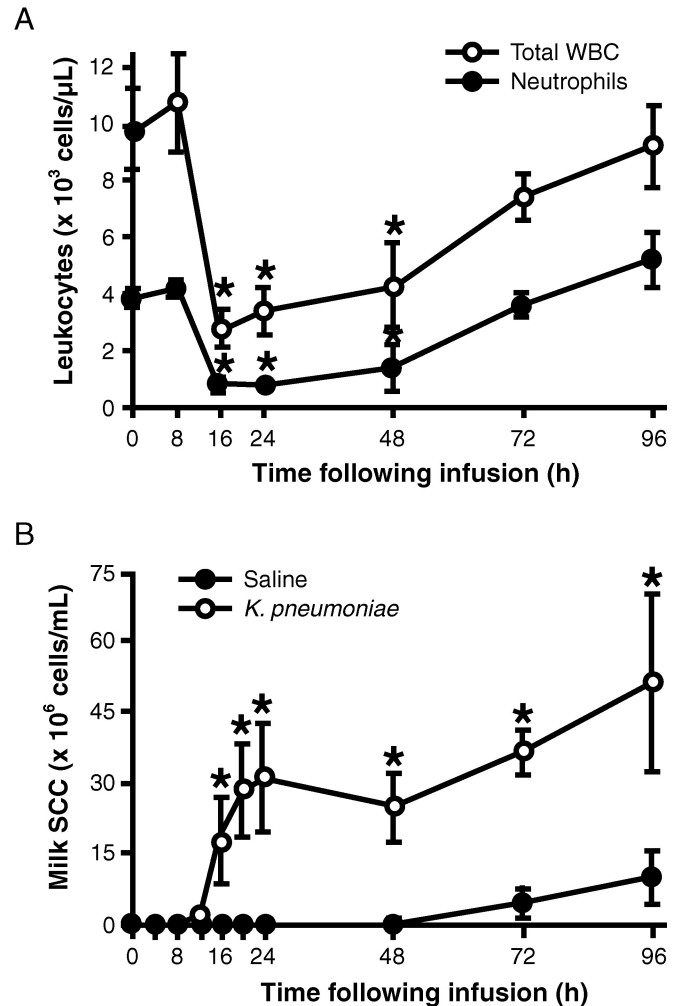 A
Total WBC
Neutrophils
Leukocytes (x 10³ cells/µL)
12
10
8
6
4
2
0
*
*
*
*
*
*
0 8 16 24 48 72 96
Time following infusion (h)
B
Saline
K. pneumoniae
Milk SCC (x 10⁶ cells/mL)
75
60
45
30
15
0
*
*
*
*
*
*
0 8 16 24 48 72 96
Time following infusion (h)